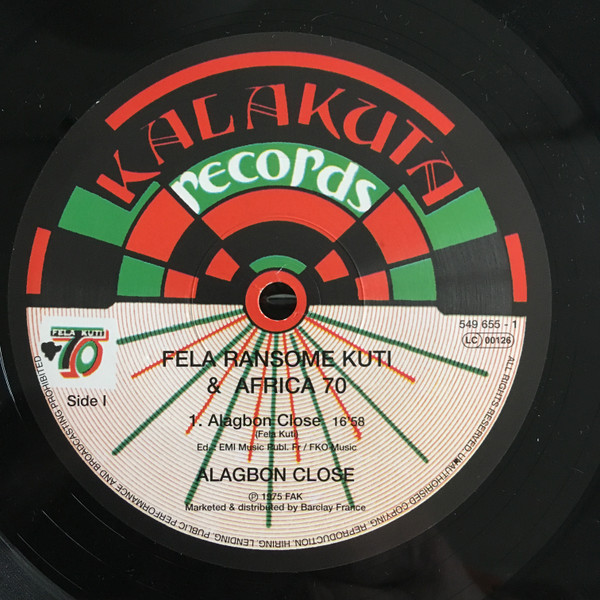 KALAKUTA
records
549 655 - 1
LC 00126
FELA KUTI
70
Side I
FELA RANSOME KUTI
& AFRICA 70
1. Alagbon Close 16'58
(Fela Kuti)
Ed.: EMI Music Publ. Fr / FKO Music
ALAGBON CLOSE
℗ 1975 FAK
Marketed & distributed by Barclay France
ALL RIGHTS RESERVED. UNAUTHORISED COPYING, REPRODUCTION, HIRING, LENDING, PUBLIC PERFORMANCE AND BROADCASTING PROHIBITED